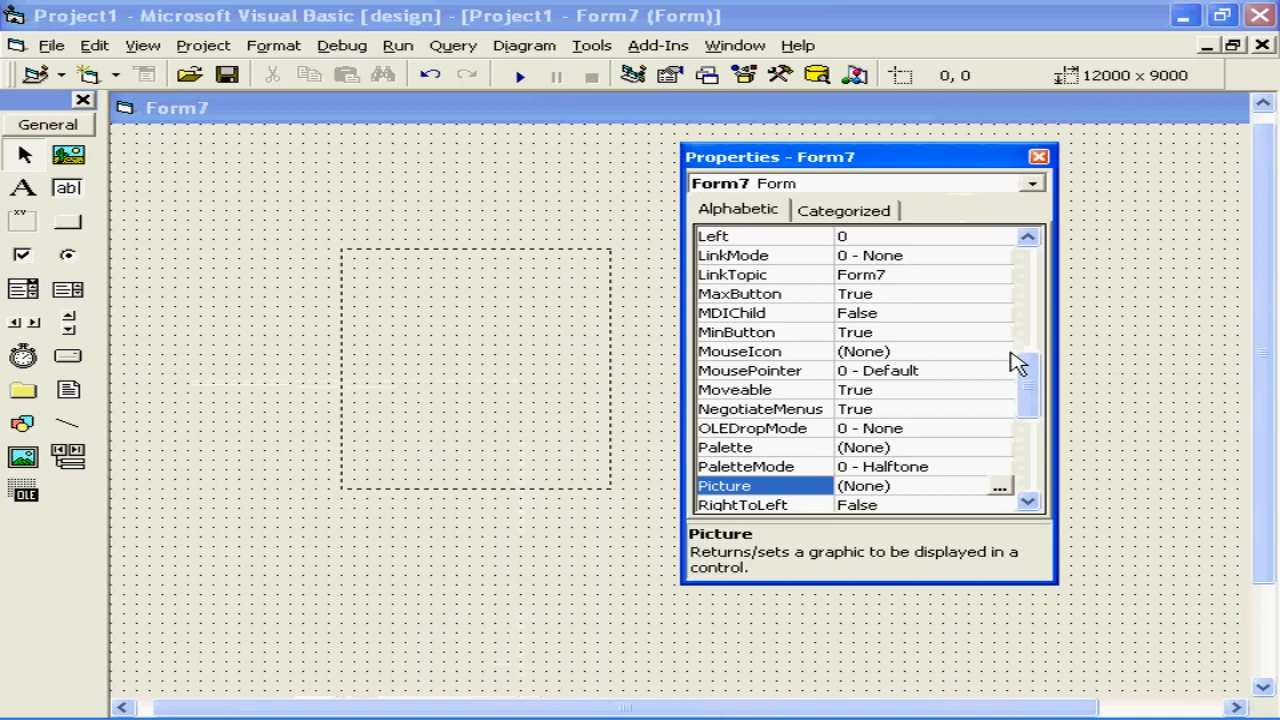 Project1 - Microsoft Visual Basic [design] - [Project1 - Form7 (Form)]
File Edit View Project Format Debug Run Query Diagram Tools Add-Ins Window Help
0, 0 12000 x 9000
General
Form7
A ab|
XY
OLE
Properties - Form7
Form7 Form
Alphabetic Categorized
Left 0
LinkMode 0 - None
LinkTopic Form7
MaxButton True
MDIChild False
MinButton True
MouseIcon (None)
MousePointer 0 - Default
Moveable True
NegotiateMenus True
OLEDropMode 0 - None
Palette (None)
PaletteMode 0 - Halftone
Picture (None) ...
RightToLeft False
Picture
Returns/sets a graphic to be displayed in a
control.